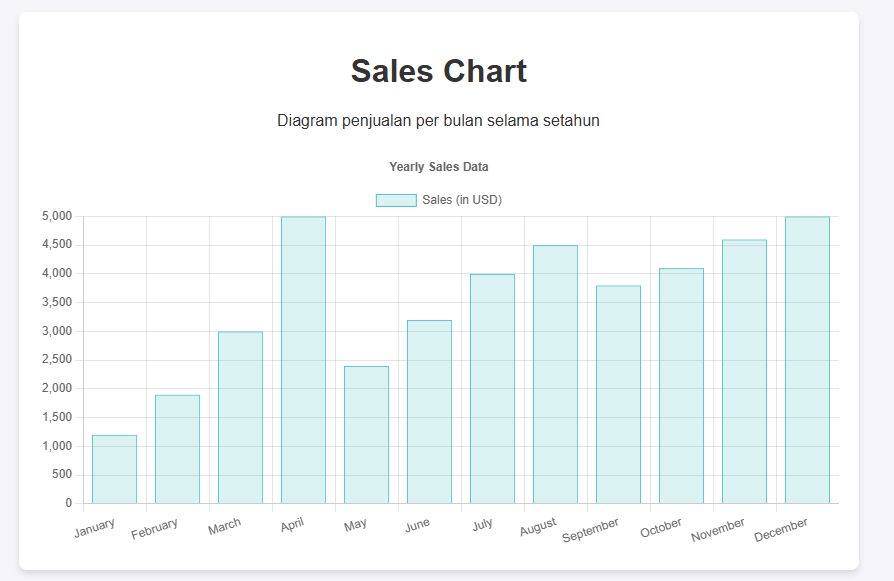 Sales Chart
Diagram penjualan per bulan selama setahun
Yearly Sales Data
Sales (in USD)
5,000
4,500
4,000
3,500
3,000
2,500
2,000
1,500
1,000
500
0
January February March April May June July August September October November December